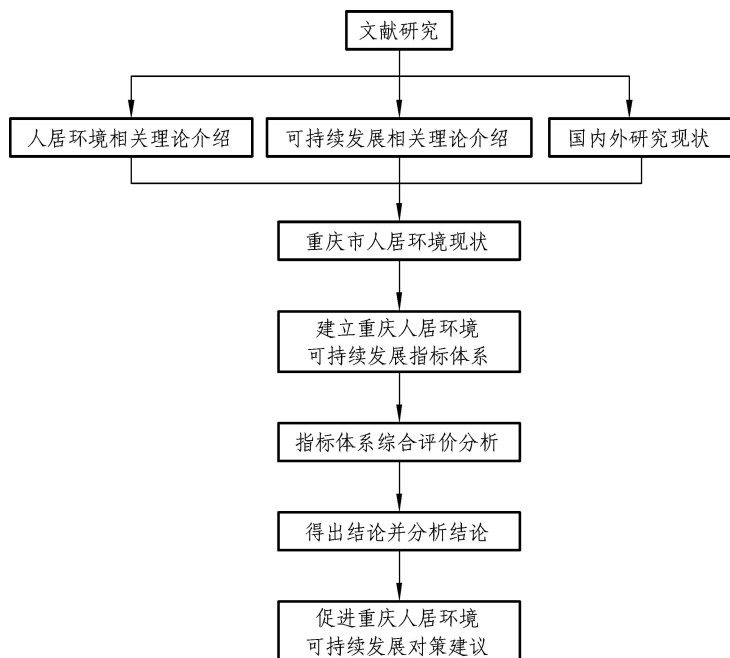 文献研究
人居环境相关理论介绍
可持续发展相关理论介绍
国内外研究现状
重庆市人居环境现状
建立重庆人居环境
可持续发展指标体系
指标体系综合评价分析
得出结论并分析结论
促进重庆人居环境
可持续发展对策建议